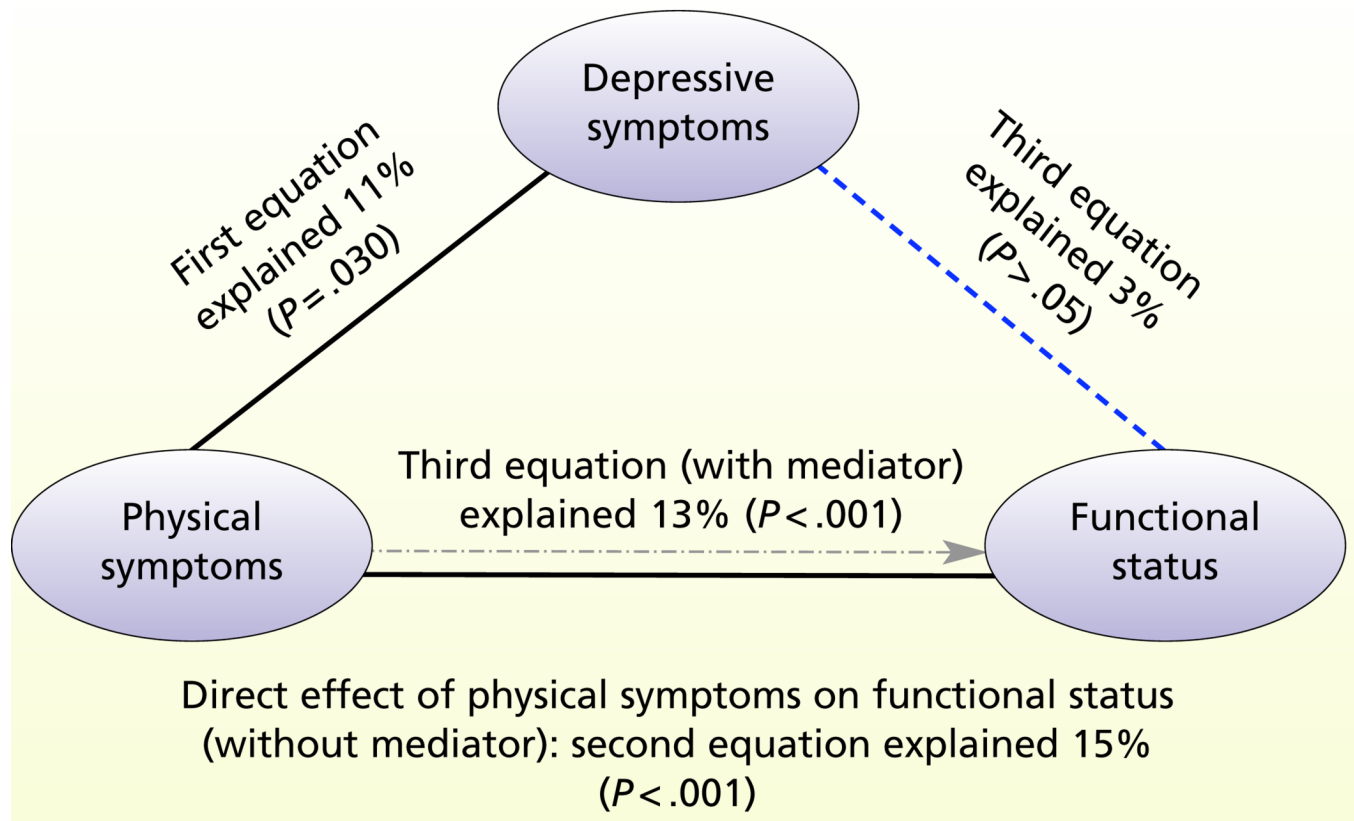 Depressive
symptoms
First equation
explained 11%
(P=.030)
Third equation
explained 3%
(P>.05)
Third equation (with mediator)
explained 13% (P<.001)
Physical
symptoms
Functional
status
Direct effect of physical symptoms on functional status
(without mediator): second equation explained 15%
(P<.001)